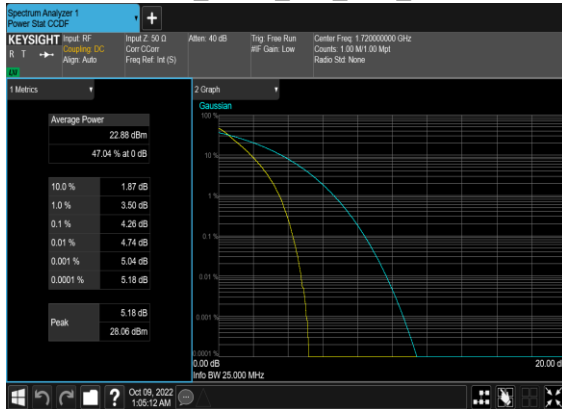 Spectrum Analyzer 1
Power Stat CCDF
+
KEYSIGHT
R T
LXI
Input: RF
Coupling: DC
Align: Auto
Input Z: 50 Ω
Corr CCorr
Freq Ref: Int (S)
Atten: 40 dB
Trig: Free Run
#IF Gain: Low
Center Freq: 1.720000000 GHz
Counts: 1.00 M/1.00 Mpt
Radio Std: None
1 Metrics
Average Power
22.88 dBm
47.04 % at 0 dB
10.0 % 1.87 dB
1.0 % 3.50 dB
0.1 % 4.26 dB
0.01 % 4.74 dB
0.001 % 5.04 dB
0.0001 % 5.18 dB
Peak
5.18 dB
28.06 dBm
2 Graph
Gaussian
100 %
10 %
1 %
0.1 %
0.01 %
0.001 %
0.0001 %
0.00 dB
20.00 d
Info BW 25.000 MHz
?
Oct 09, 2022
1:05:12 AM